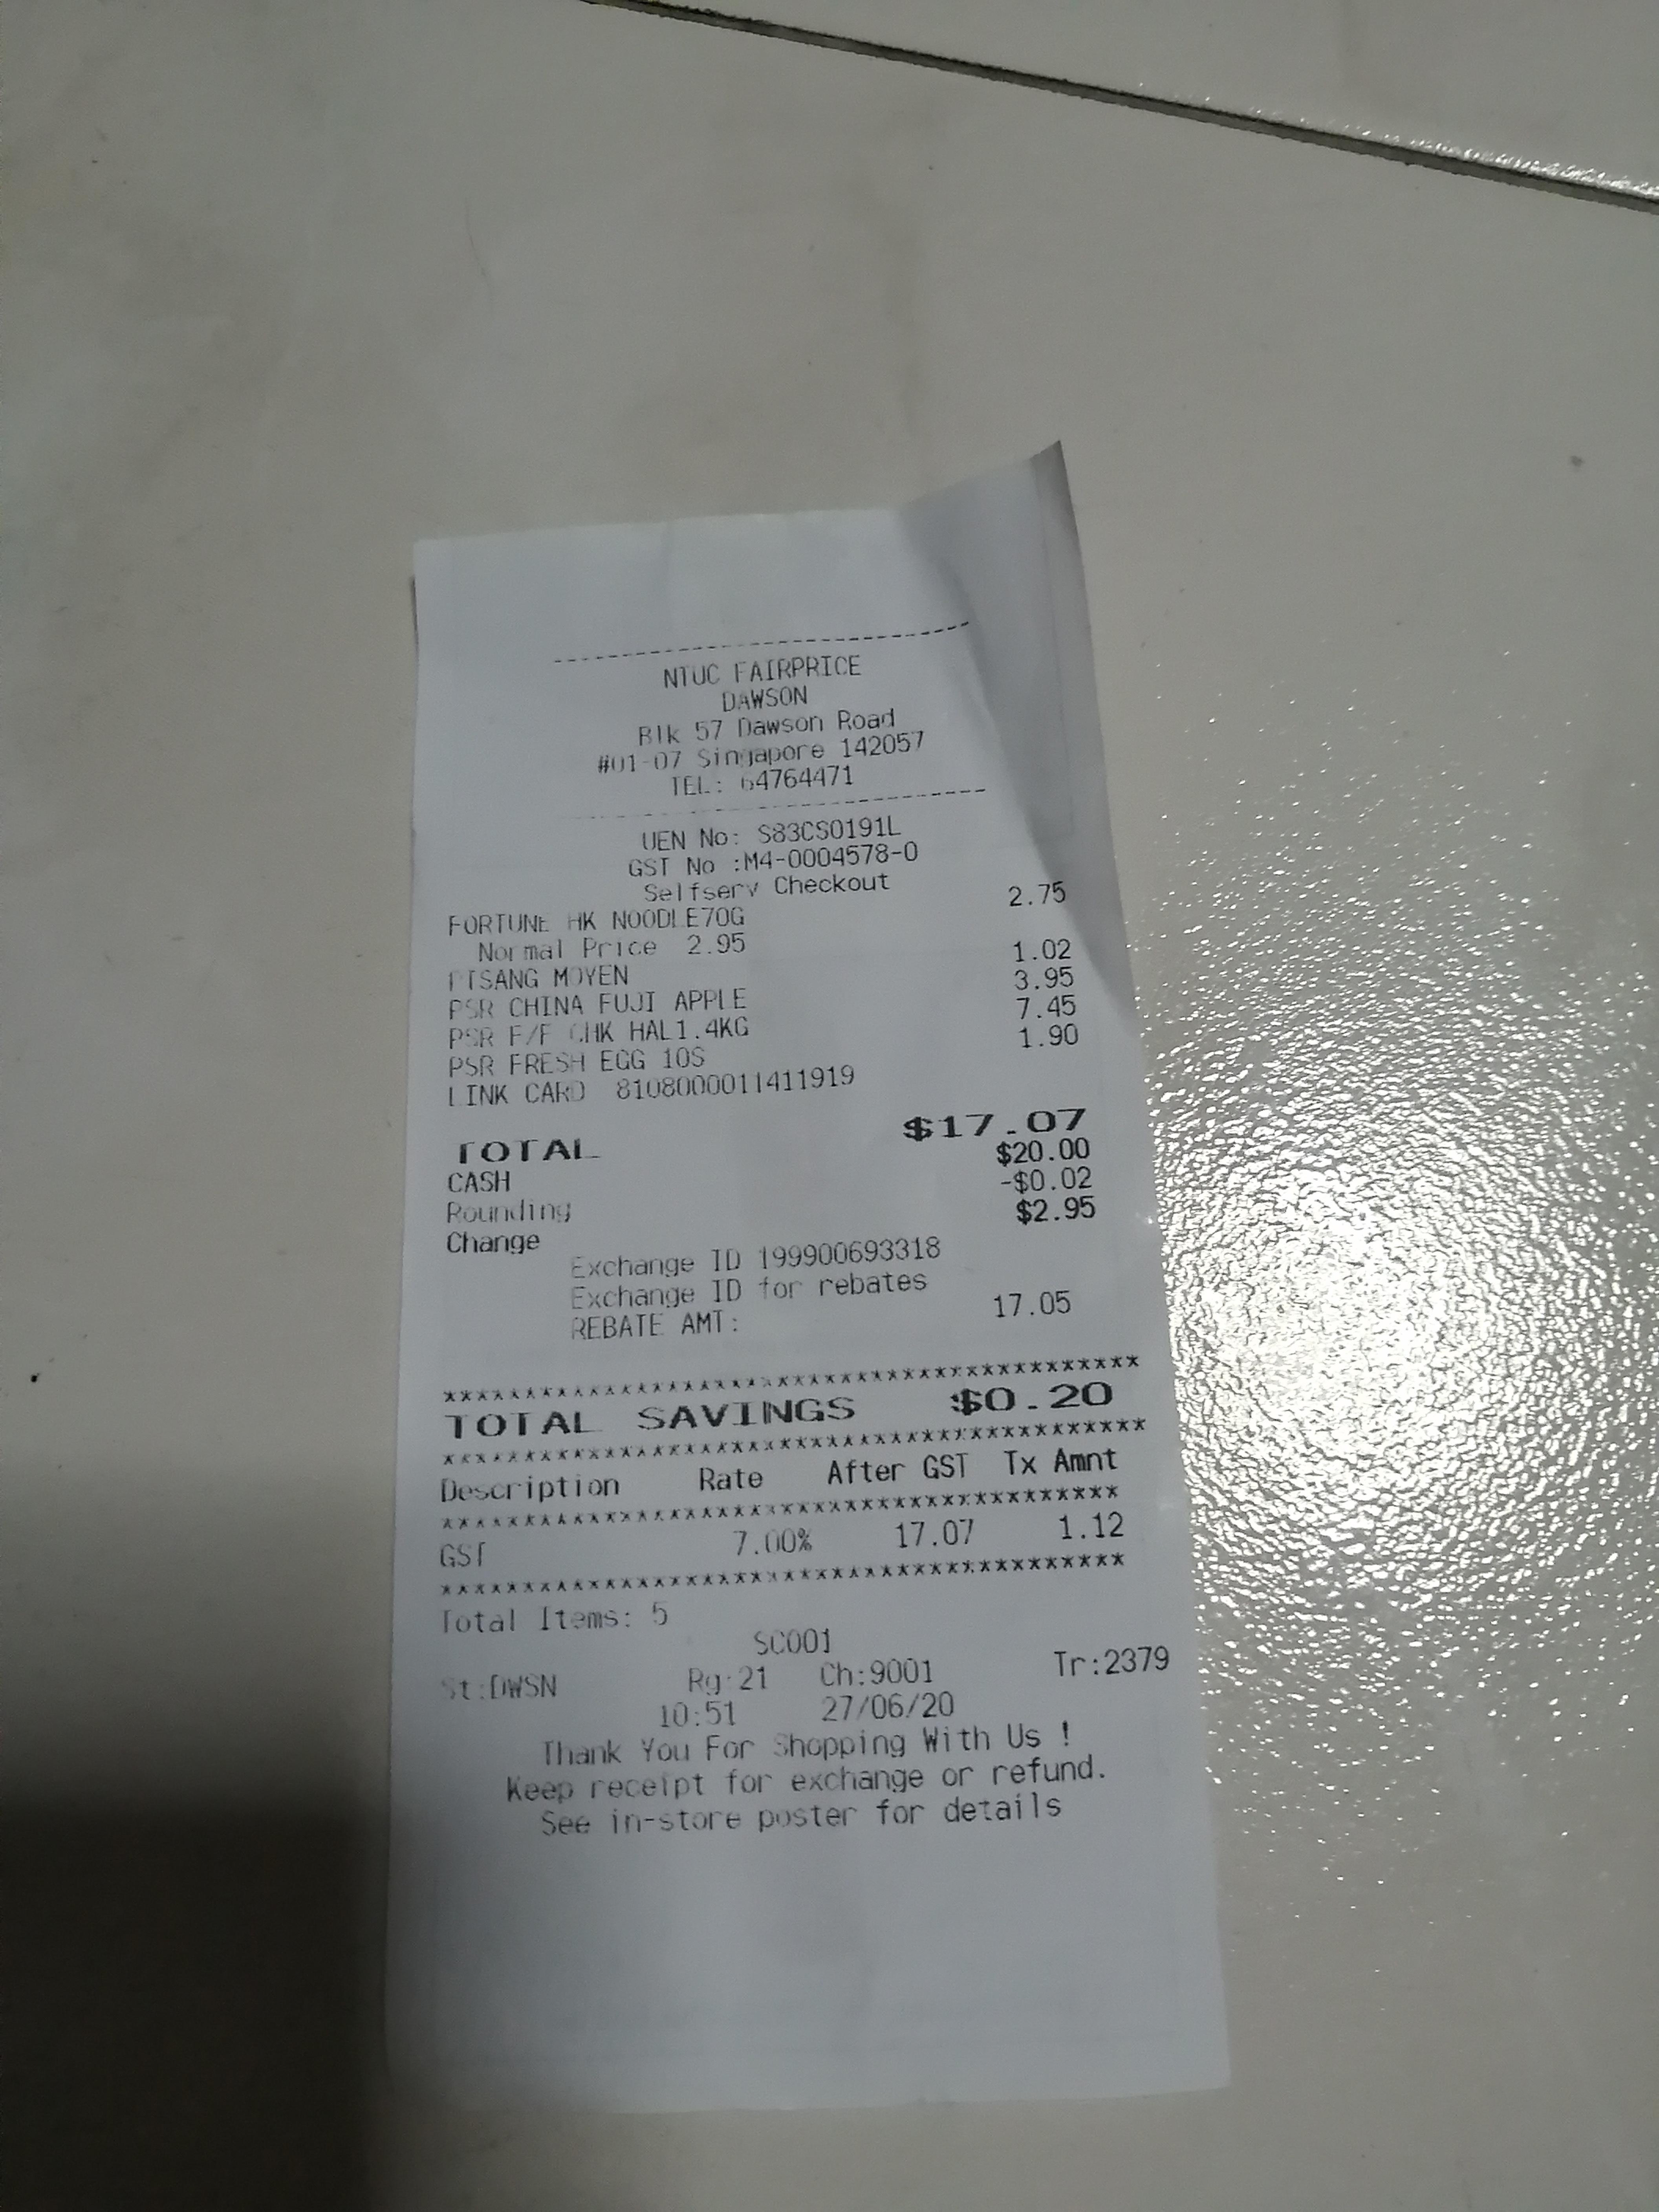 NTUC FAIRPRICE
DAWSON
Blk 57 Dawson Road
#01-07 Singapore 142057
TEL: 64764471
UEN No: S83CS0191L
GST No :M4-0004578-0
Selfserv Checkout
FORTUNE HK NOODLE70G 2.75
Normal Price 2.95
PISANG MOYEN 1.02
PSR CHINA FUJI APPLE 3.95
PSR F/F CHK HAL1.4KG 7.45
PSR FRESH EGG 10S 1.90
LINK CARD 8108000011411919
TOTAL $17.07
CASH $20.00
Rounding -$0.02
Change $2.95
Exchange ID 199900693318
Exchange ID for rebates
REBATE AMT: 17.05
****************************************
TOTAL SAVINGS $0.20
****************************************
Description Rate After GST Tx Amnt
****************************************
GST 7.00% 17.07 1.12
****************************************
Total Items: 5
SC001
St:DWSN Rg:21 Ch:9001 Tr:2379
10:51 27/06/20
Thank You For Shopping With Us !
Keep receipt for exchange or refund.
See in-store poster for details